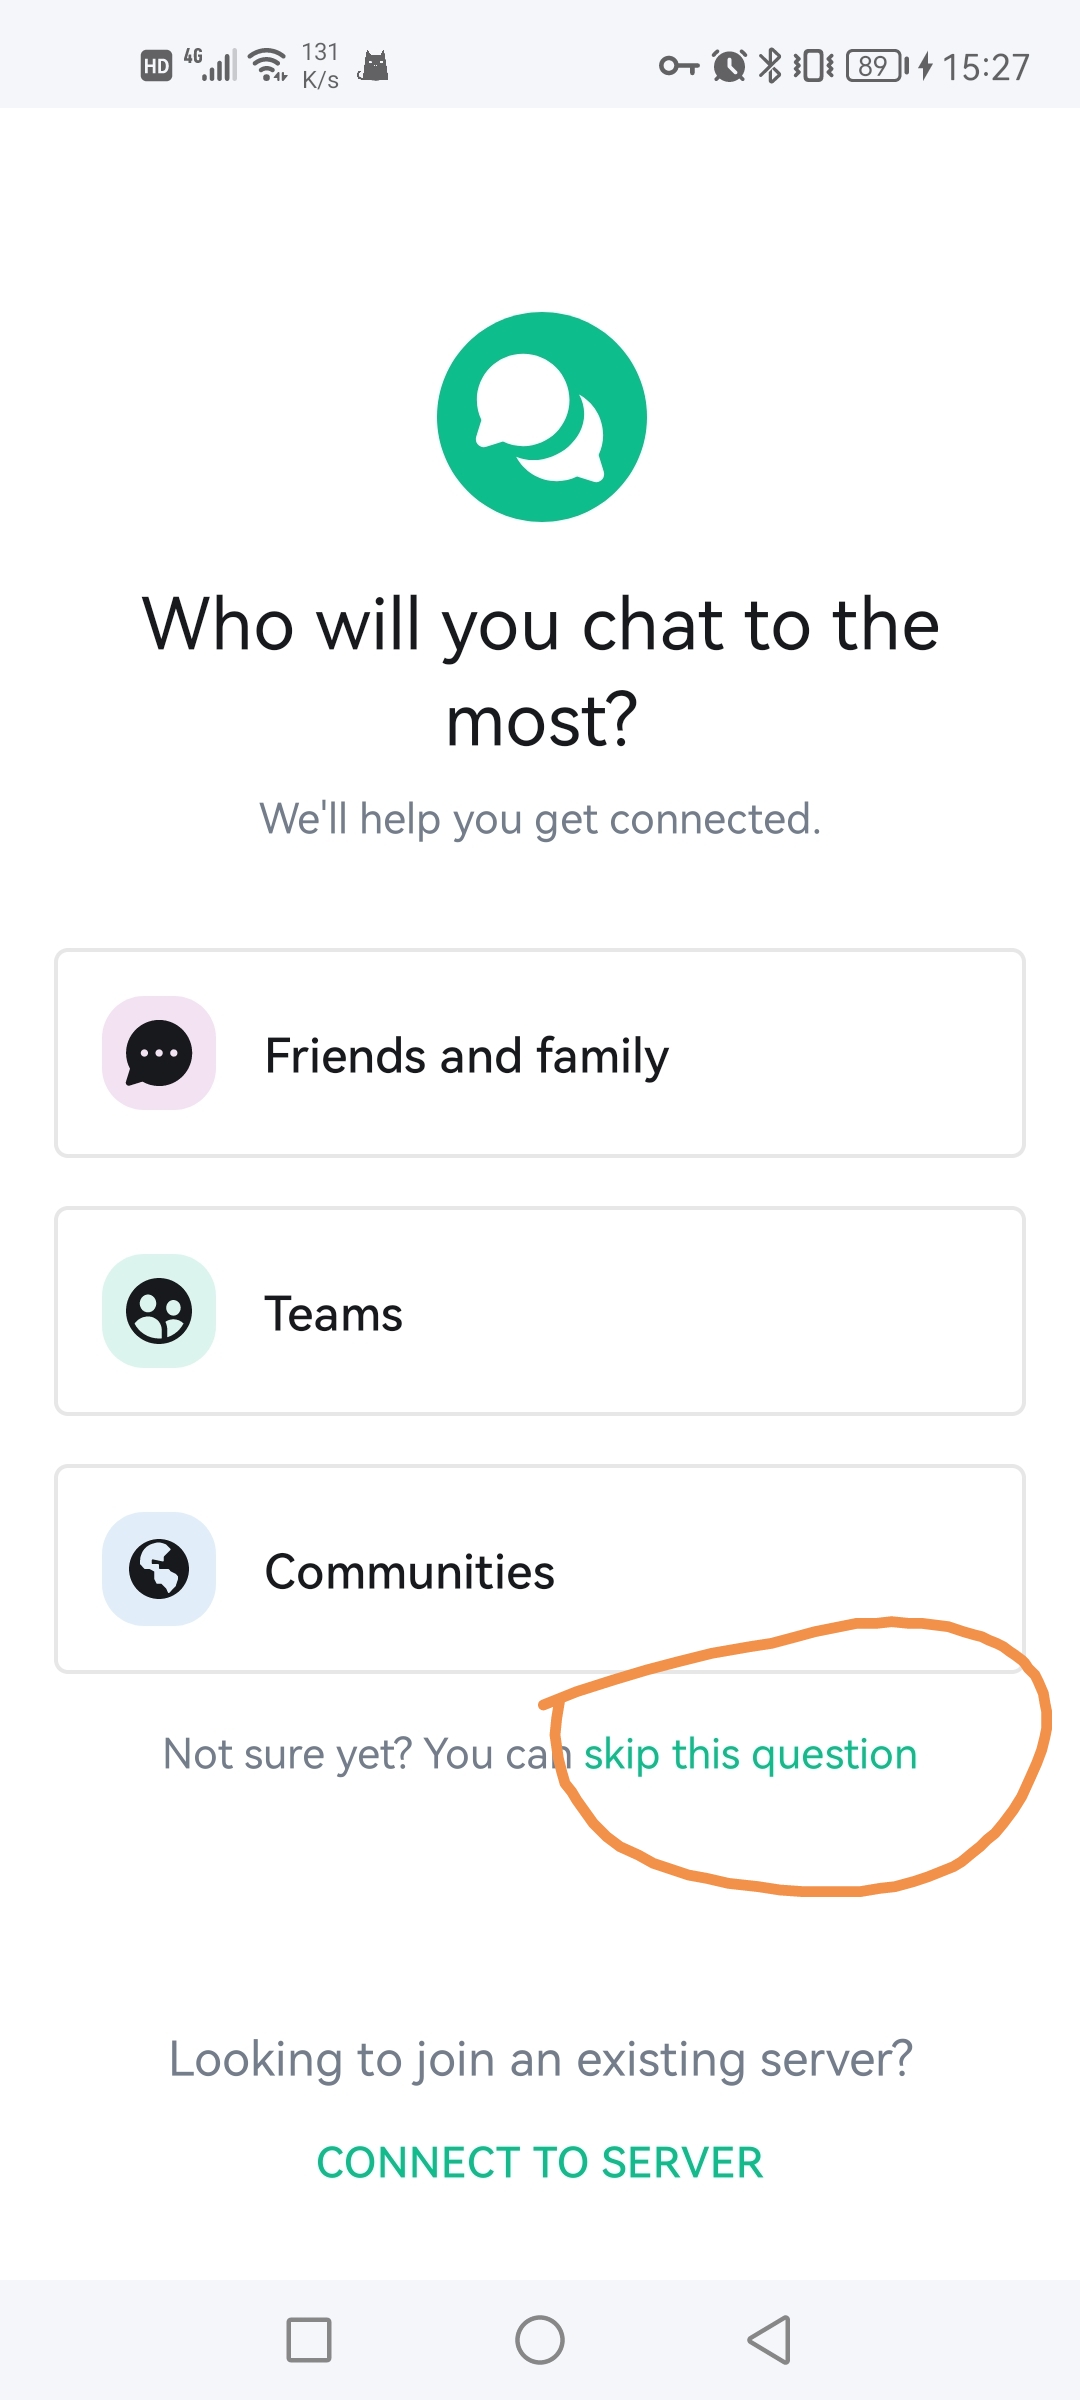 HD 4G 131 K/s 89 15:27
Who will you chat to the
most?
We'll help you get connected.
Friends and family
Teams
Communities
Not sure yet? You can skip this question
Looking to join an existing server?
CONNECT TO SERVER